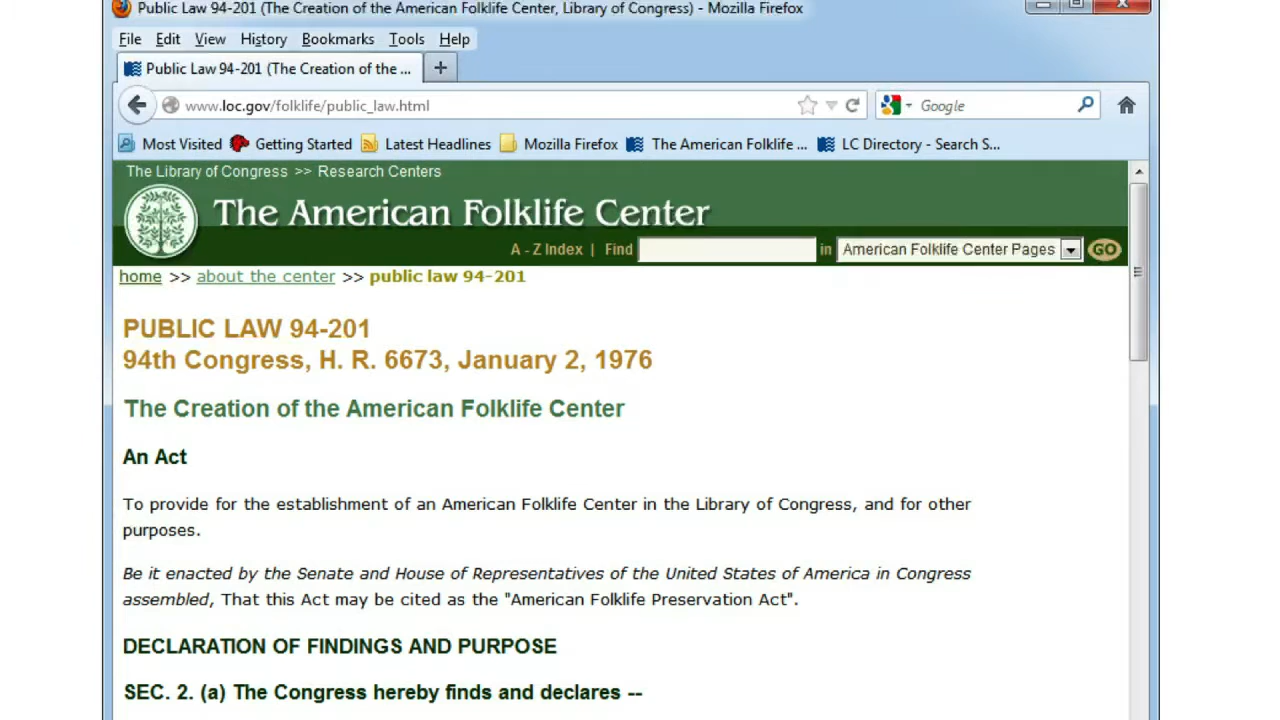 Public Law 94-201 (The Creation of the American Folklife Center, Library of Congress) - Mozilla Firefox
File Edit View History Bookmarks Tools Help
Public Law 94-201 (The Creation of the ... +
www.loc.gov/folklife/public_law.html Google
Most Visited Getting Started Latest Headlines Mozilla Firefox The American Folklife ... LC Directory - Search S...
The Library of Congress >> Research Centers
The American Folklife Center
A - Z Index | Find in American Folklife Center Pages GO
home >> about the center >> public law 94-201
PUBLIC LAW 94-201
94th Congress, H. R. 6673, January 2, 1976
The Creation of the American Folklife Center
An Act
To provide for the establishment of an American Folklife Center in the Library of Congress, and for other
purposes.
Be it enacted by the Senate and House of Representatives of the United States of America in Congress
assembled, That this Act may be cited as the "American Folklife Preservation Act".
DECLARATION OF FINDINGS AND PURPOSE
SEC. 2. (a) The Congress hereby finds and declares --